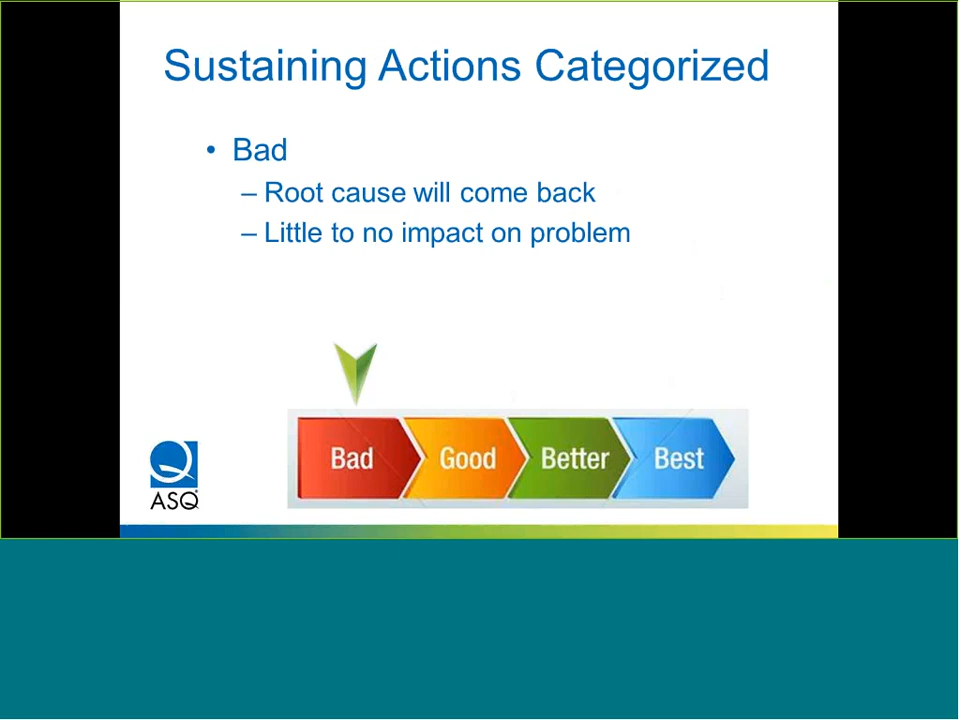 Sustaining Actions Categorized
• Bad
– Root cause will come back
– Little to no impact on problem
Bad Good Better Best
ASQ